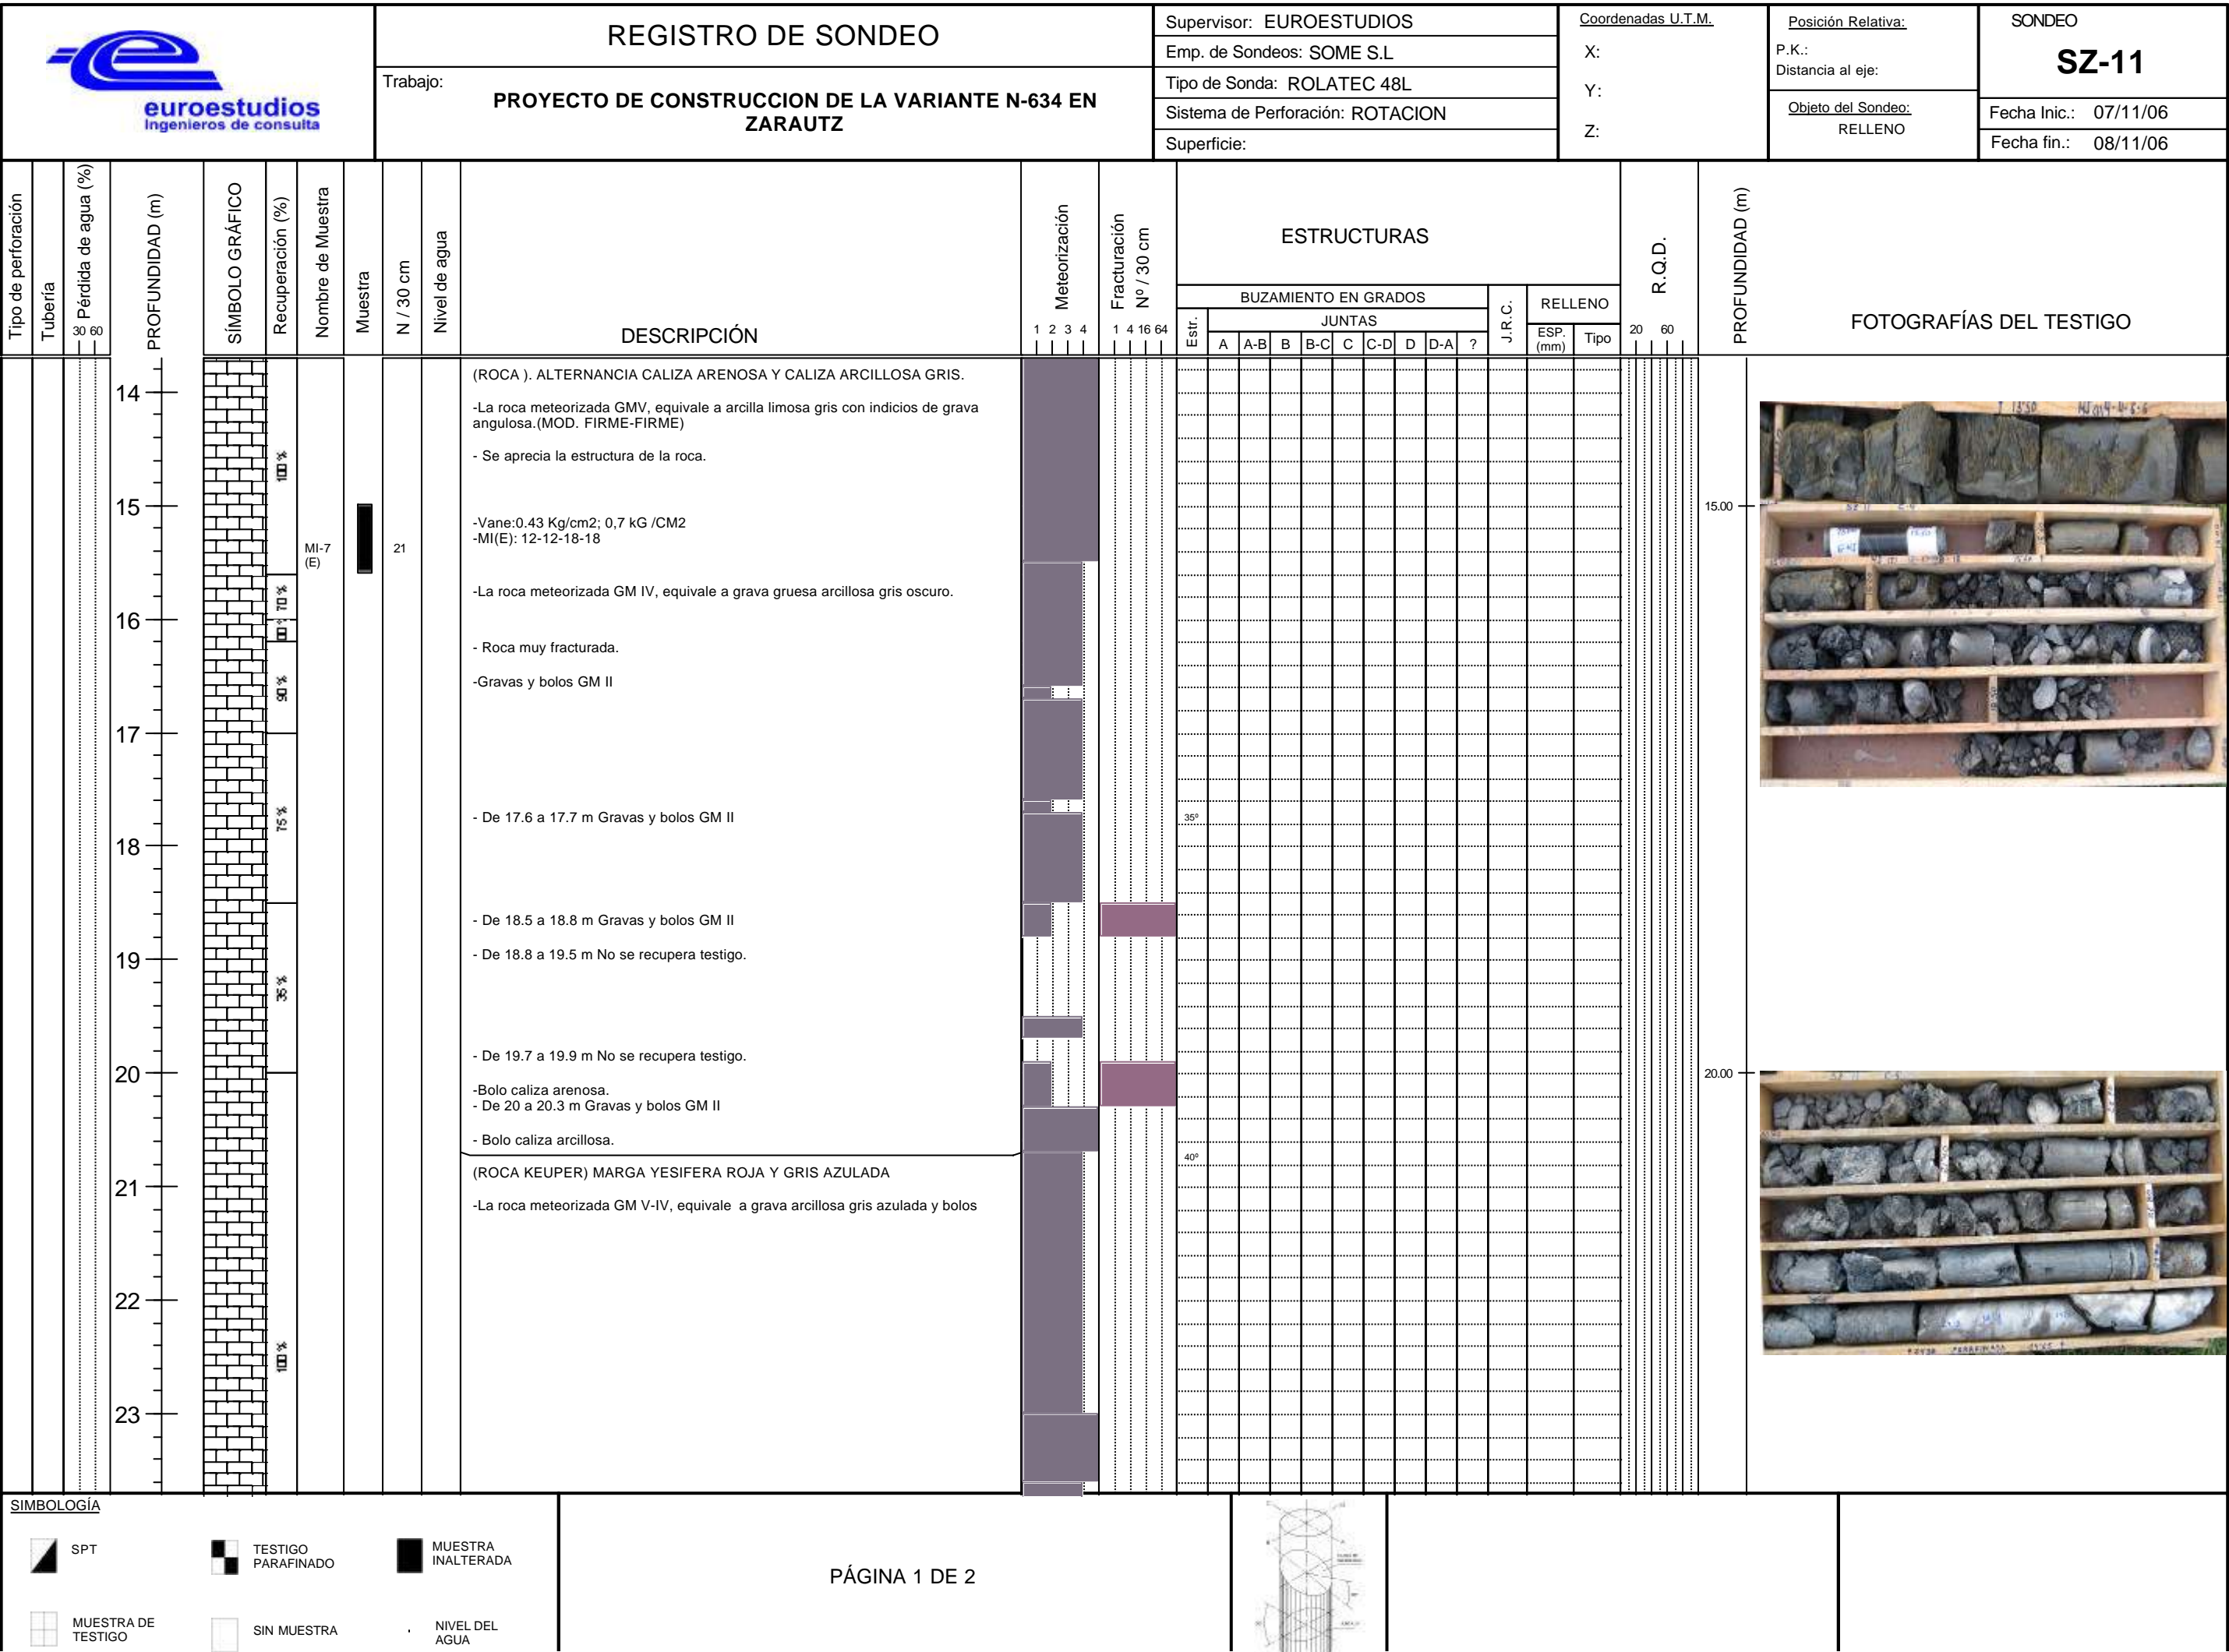 euroestudios
Ingenieros de consulta
REGISTRO DE SONDEO
Trabajo:
PROYECTO DE CONSTRUCCION DE LA VARIANTE N-634 EN
ZARAUTZ
Supervisor: EUROESTUDIOS
Emp. de Sondeos: SOME S.L
Tipo de Sonda: ROLATEC 48L
Sistema de Perforación: ROTACION
Superficie:
Coordenadas U.T.M.
X:
Y:
Z:
Posición Relativa:
P.K.:
Distancia al eje:
Objeto del Sondeo:
RELLENO
SONDEO
SZ-11
Fecha Inic.: 07/11/06
Fecha fin.: 08/11/06
Tipo de perforación
Tubería
Pérdida de agua (%)
30 60
PROFUNDIDAD (m)
SÍMBOLO GRÁFICO
Recuperación (%)
Nombre de Muestra
Muestra
N / 30 cm
Nivel de agua
DESCRIPCIÓN
Meteorización
1 2 3 4
Fracturación
Nº / 30 cm
1 4 16 64
ESTRUCTURAS
BUZAMIENTO EN GRADOS
Estr.
JUNTAS
A A-B B B-C C C-D D D-A ?
J.R.C.
RELLENO
ESP.
(mm)
Tipo
R.Q.D.
20 60
PROFUNDIDAD (m)
FOTOGRAFÍAS DEL TESTIGO
(ROCA ). ALTERNANCIA CALIZA ARENOSA Y CALIZA ARCILLOSA GRIS.
14
-La roca meteorizada GMV, equivale a arcilla limosa gris con indicios de grava
angulosa.(MOD. FIRME-FIRME)
- Se aprecia la estructura de la roca.
100 %
15
15.00
-Vane:0.43 Kg/cm2; 0,7 kG /CM2
-MI(E): 12-12-18-18
MI-7
(E)
21
70 %
-La roca meteorizada GM IV, equivale a grava gruesa arcillosa gris oscuro.
16
- Roca muy fracturada.
90 %
-Gravas y bolos GM II
17
75 %
- De 17.6 a 17.7 m Gravas y bolos GM II
35º
18
- De 18.5 a 18.8 m Gravas y bolos GM II
19
- De 18.8 a 19.5 m No se recupera testigo.
35 %
- De 19.7 a 19.9 m No se recupera testigo.
20
20.00
-Bolo caliza arenosa.
- De 20 a 20.3 m Gravas y bolos GM II
- Bolo caliza arcillosa.
40º
(ROCA KEUPER) MARGA YESIFERA ROJA Y GRIS AZULADA
21
-La roca meteorizada GM V-IV, equivale a grava arcillosa gris azulada y bolos
22
100 %
23
SIMBOLOGÍA
SPT
TESTIGO
PARAFINADO
MUESTRA
INALTERADA
MUESTRA DE
TESTIGO
SIN MUESTRA
NIVEL DEL
AGUA
PÁGINA 1 DE 2